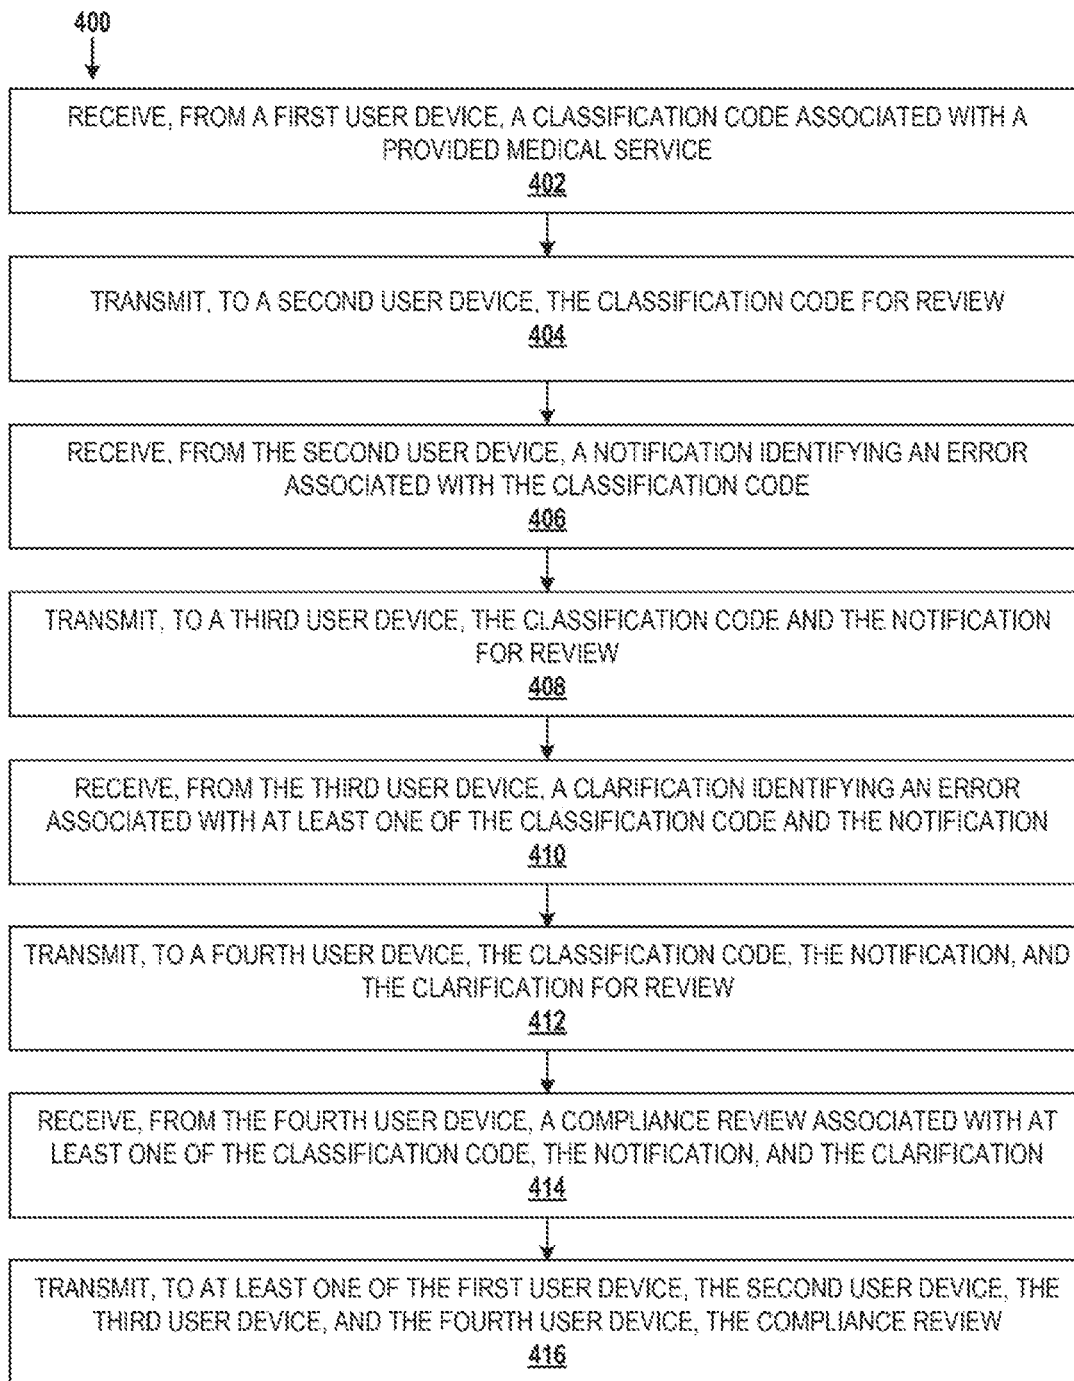 400
RECEIVE, FROM A FIRST USER DEVICE, A CLASSIFICATION CODE ASSOCIATED WITH A
PROVIDED MEDICAL SERVICE
402
TRANSMIT, TO A SECOND USER DEVICE, THE CLASSIFICATION CODE FOR REVIEW
404
RECEIVE, FROM THE SECOND USER DEVICE, A NOTIFICATION IDENTIFYING AN ERROR
ASSOCIATED WITH THE CLASSIFICATION CODE
406
TRANSMIT, TO A THIRD USER DEVICE, THE CLASSIFICATION CODE AND THE NOTIFICATION
FOR REVIEW
408
RECEIVE, FROM THE THIRD USER DEVICE, A CLARIFICATION IDENTIFYING AN ERROR
ASSOCIATED WITH AT LEAST ONE OF THE CLASSIFICATION CODE AND THE NOTIFICATION
410
TRANSMIT, TO A FOURTH USER DEVICE, THE CLASSIFICATION CODE, THE NOTIFICATION, AND
THE CLARIFICATION FOR REVIEW
412
RECEIVE, FROM THE FOURTH USER DEVICE, A COMPLIANCE REVIEW ASSOCIATED WITH AT
LEAST ONE OF THE CLASSIFICATION CODE, THE NOTIFICATION, AND THE CLARIFICATION
414
TRANSMIT, TO AT LEAST ONE OF THE FIRST USER DEVICE, THE SECOND USER DEVICE, THE
THIRD USER DEVICE, AND THE FOURTH USER DEVICE, THE COMPLIANCE REVIEW
416